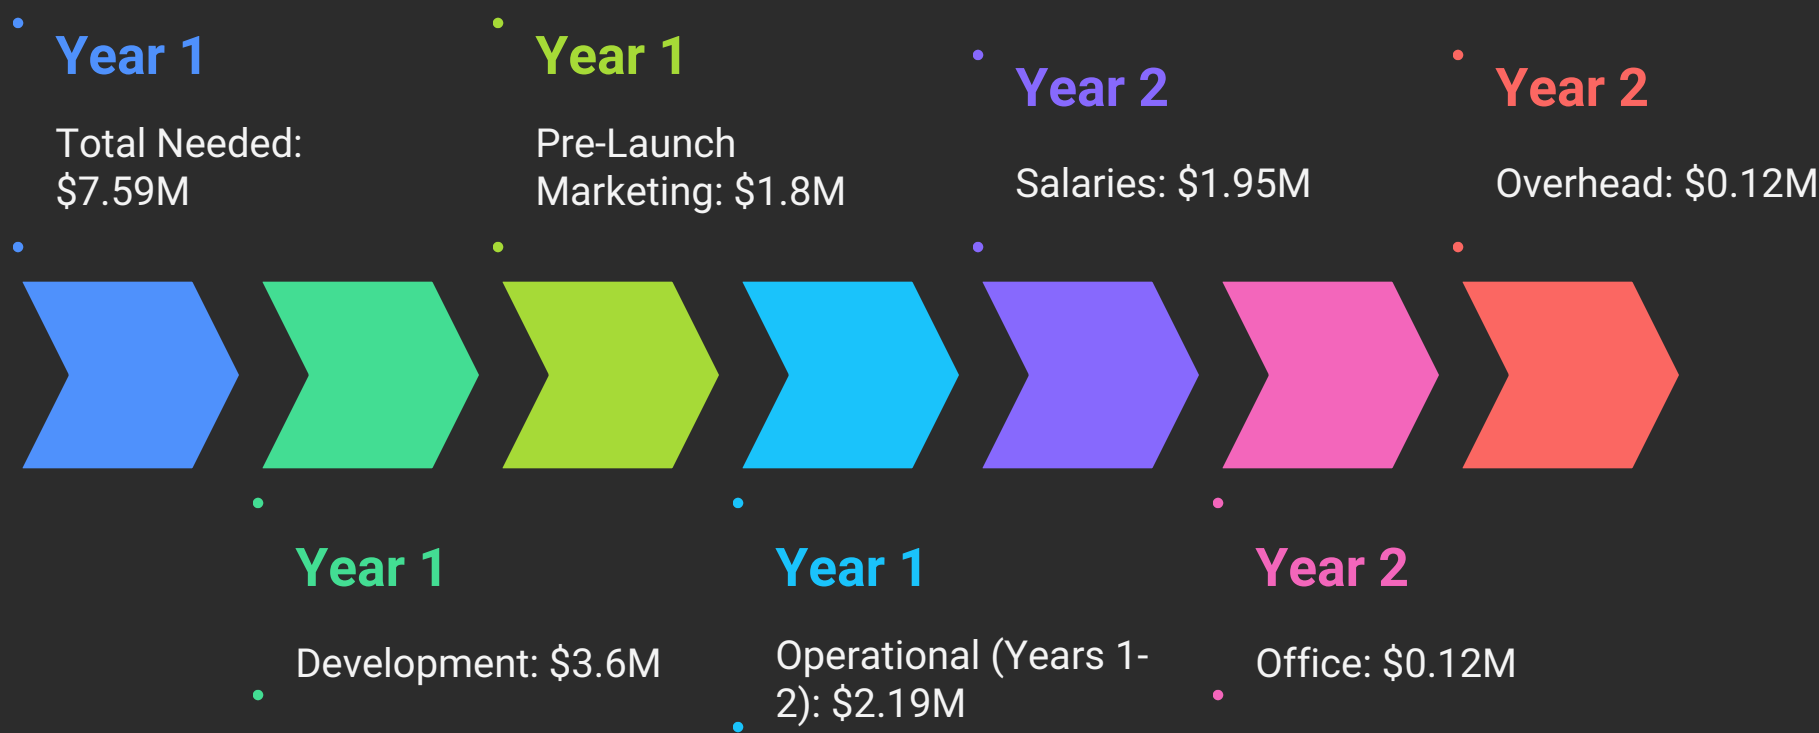 Year 1
Total Needed:
$7.59M
Year 1
Development: $3.6M
Year 1
Pre-Launch
Marketing: $1.8M
Year 1
Operational (Years 1-
2): $2.19M
Year 2
Salaries: $1.95M
Year 2
Office: $0.12M
Year 2
Overhead: $0.12M